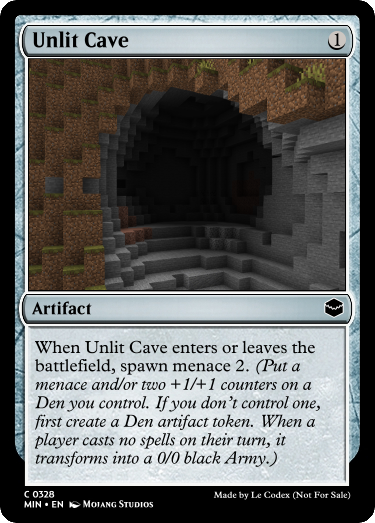 Unlit Cave 1
Artifact
When Unlit Cave enters or leaves the
battlefield, spawn menace 2. (Put a
menace and/or two +1/+1 counters on a
Den you control. If you don't control one,
first create a Den artifact token. When a
player casts no spells on their turn, it
transforms into a 0/0 black Army.)
C 0328
MIN • EN Mojang Studios
Made by Le Codex (Not For Sale)